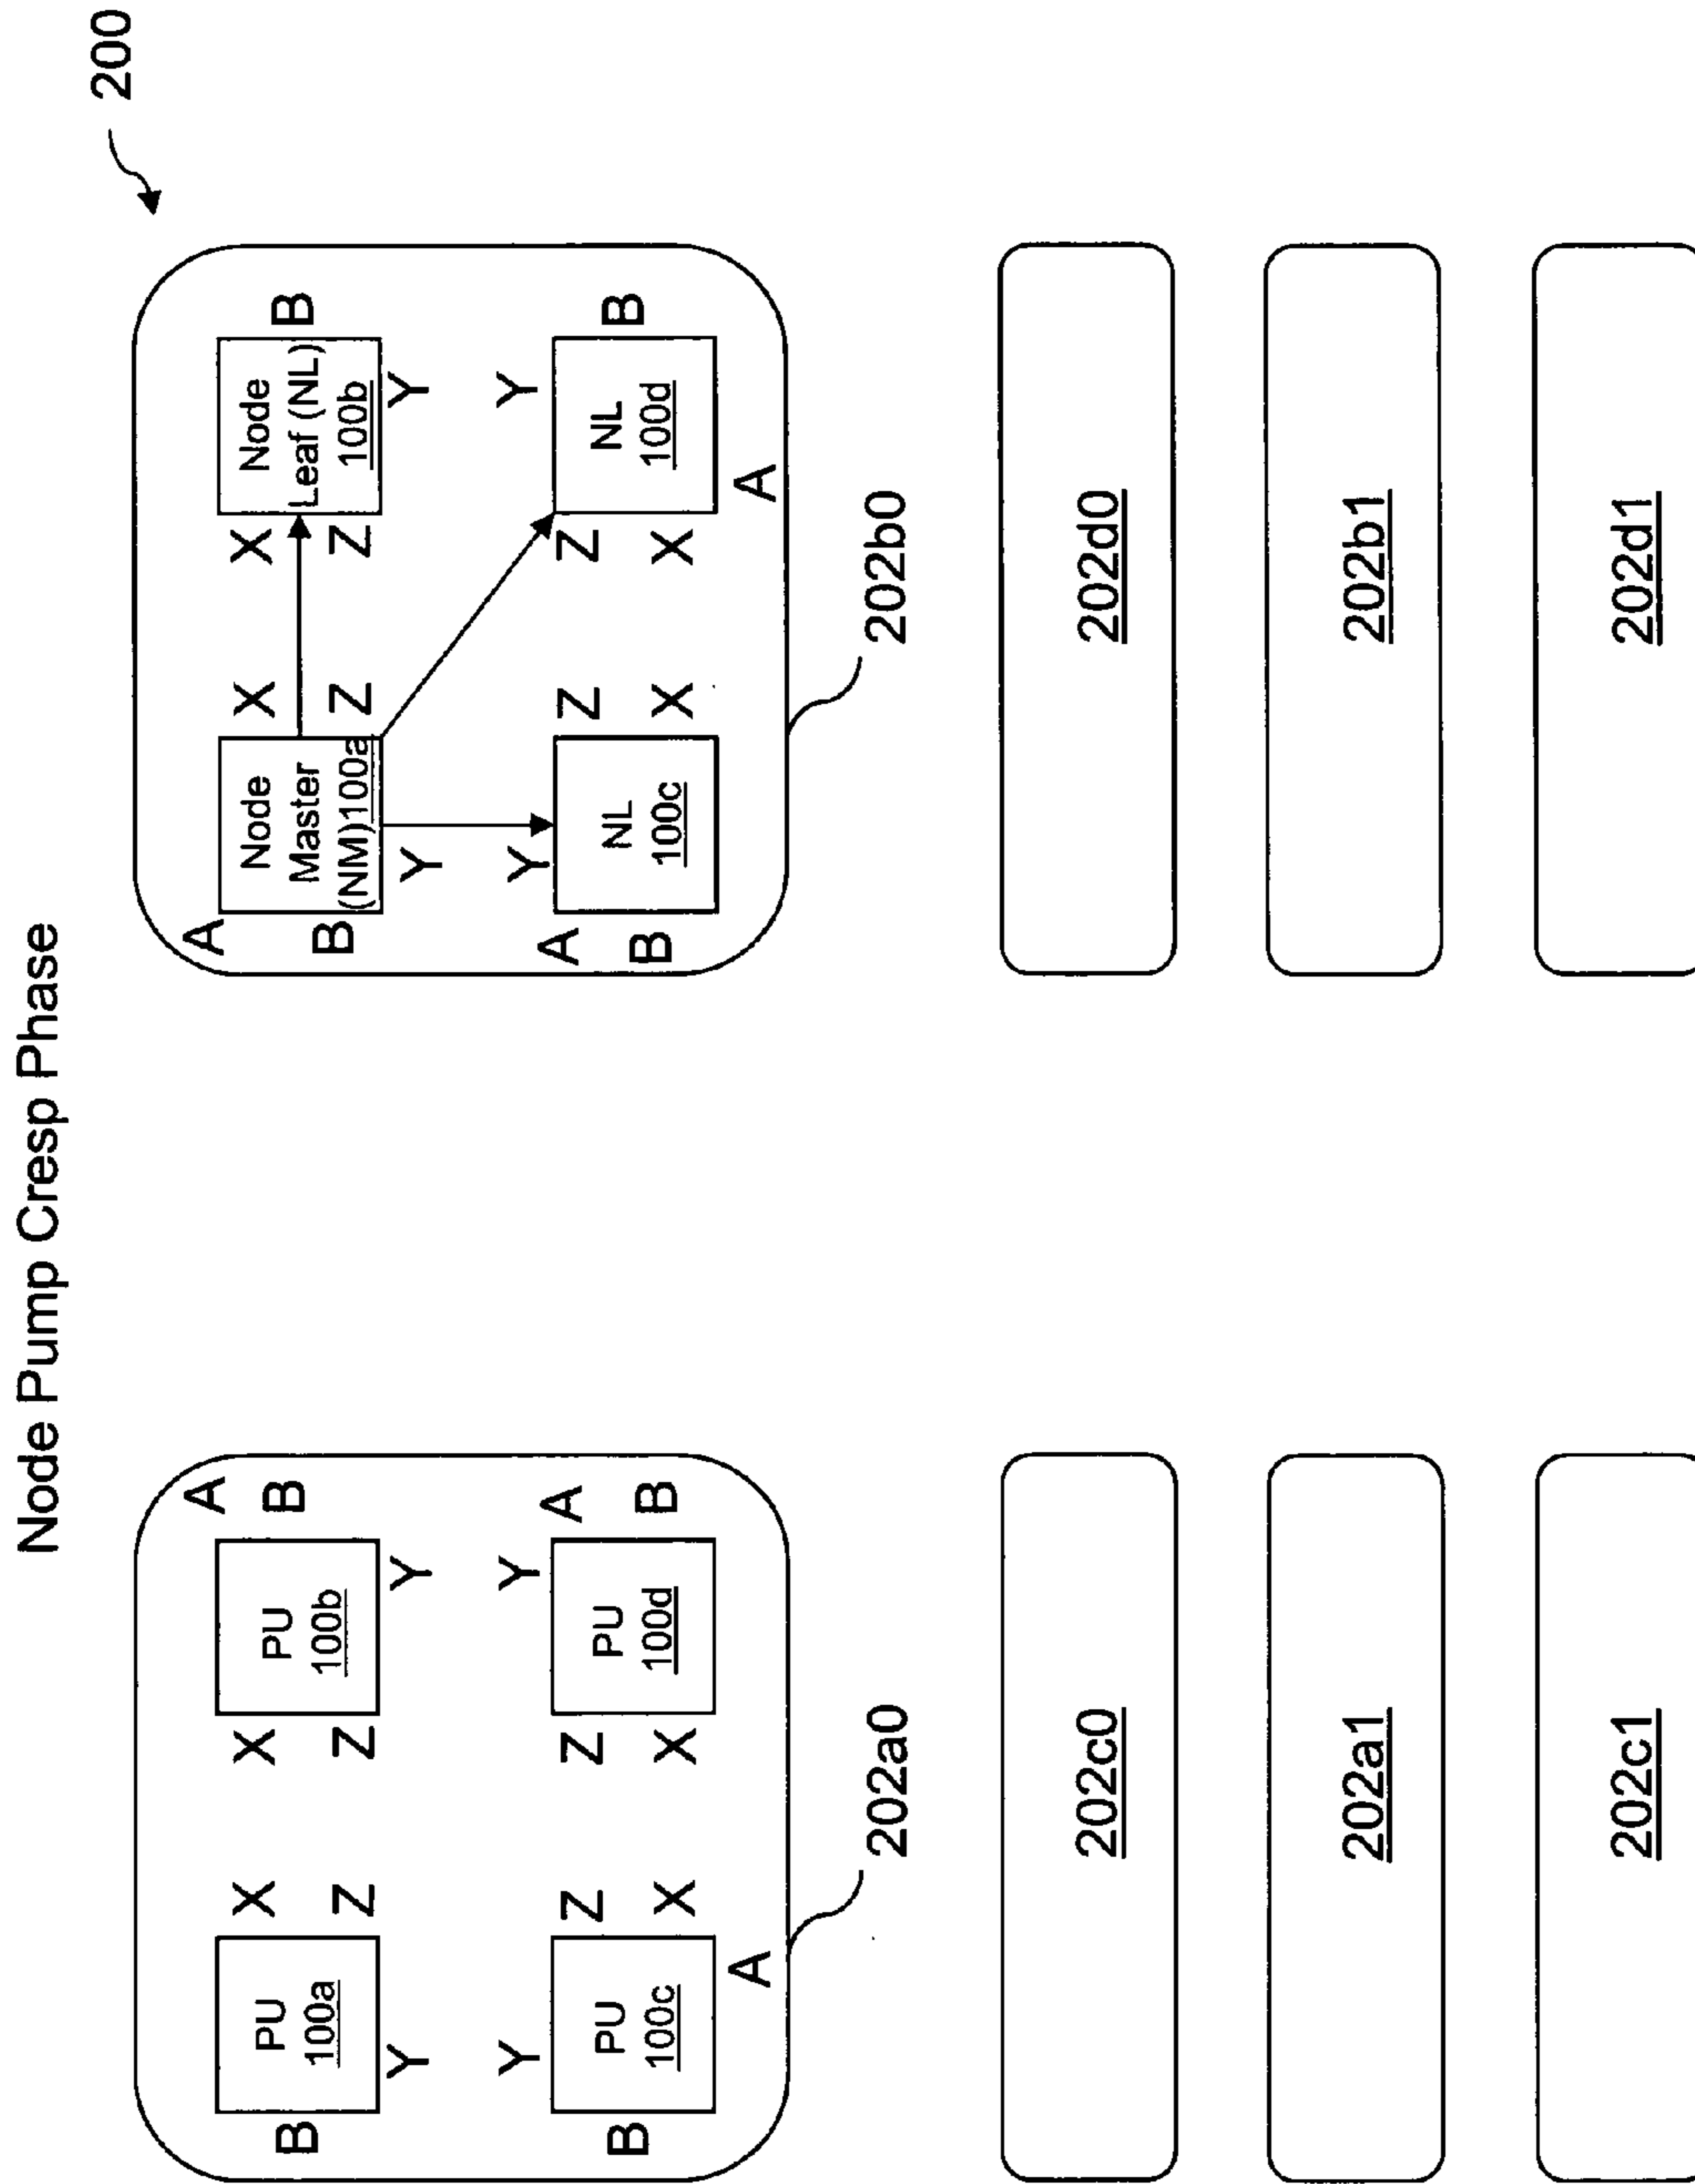 Node Pump Cresp Phase
200
A
B
PU
100a
X
Z
Y
X
Z
PU
100b
Y
B
A
B
PU
100c
Y
Z
X
A
Z
X
PU
100d
Y
A
B
202a0
A
B
Node
Master
(NM)100a
X
Z
Y
X
Z
Node
Leaf (NL)
100b
Y
B
A
B
NL
100c
Y
Z
X
Z
X
NL
100d
Y
B
A
202b0
202c0
202d0
202a1
202b1
202c1
202d1